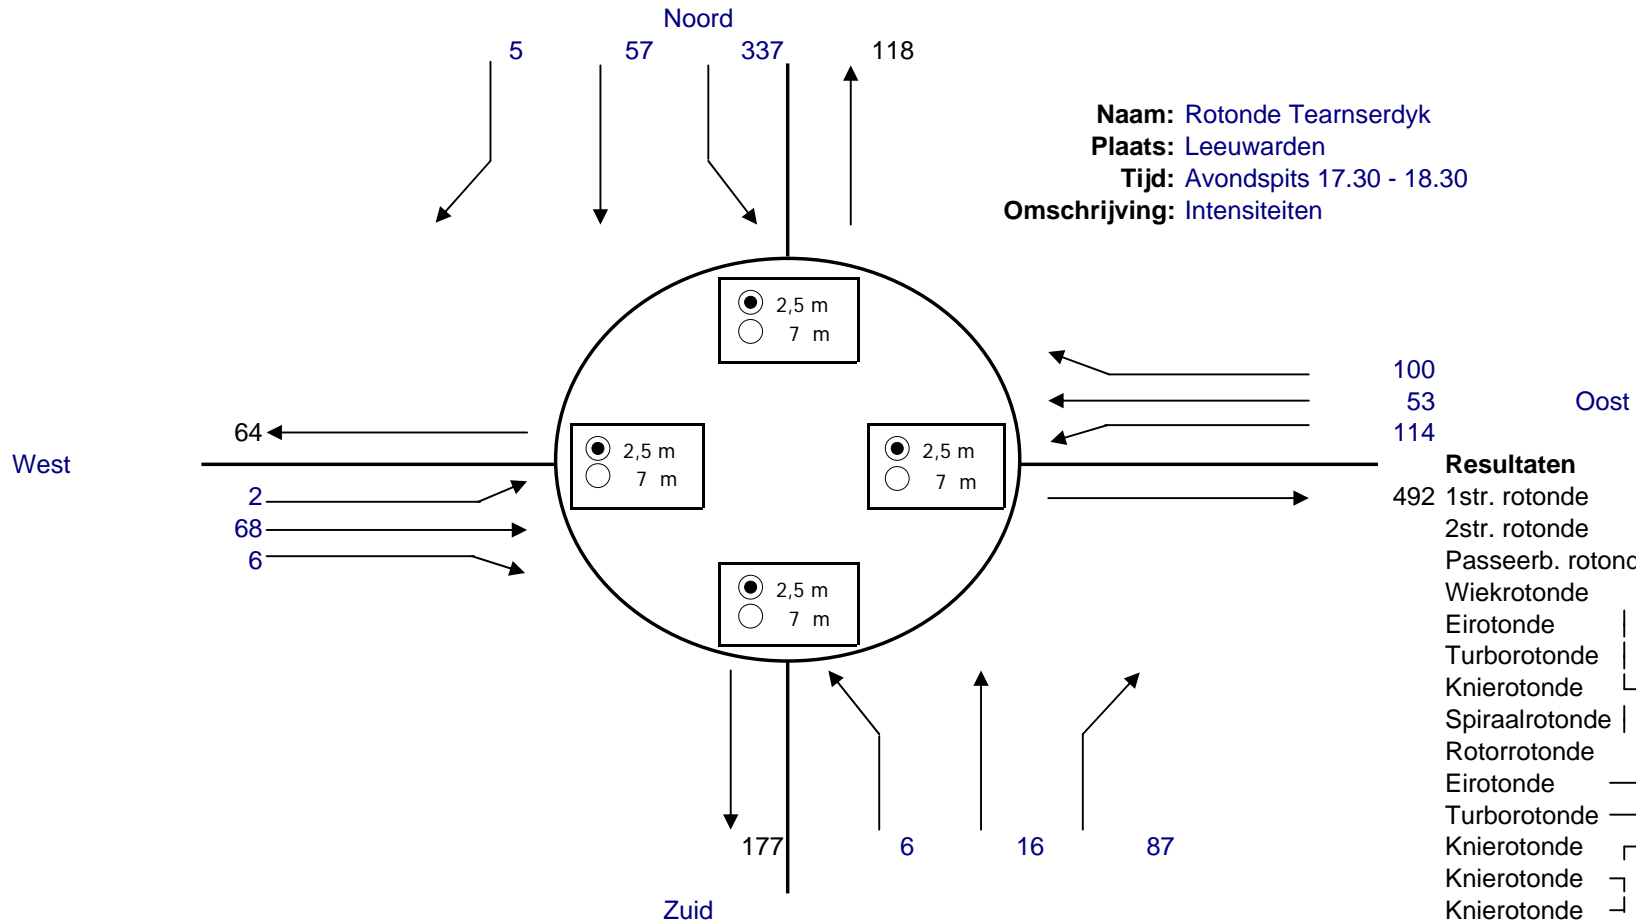 Noord
5 57 337 118
Naam: Rotonde Tearnserdyk
Plaats: Leeuwarden
Tijd: Avondspits 17.30 - 18.30
Omschrijving: Intensiteiten
2,5 m
7 m
100
53 Oost
114
64
West
2,5 m
7 m
2,5 m
7 m
2
68
6
2,5 m
7 m
Resultaten
492 1str. rotonde
2str. rotonde
Passeerb. rotond
Wiekrotonde
Eirotonde
Turborotonde
Knierotonde
Spiraalrotonde
Rotorrotonde
Eirotonde
Turborotonde
Knierotonde
Knierotonde
Knierotonde
177 6 16 87
Zuid